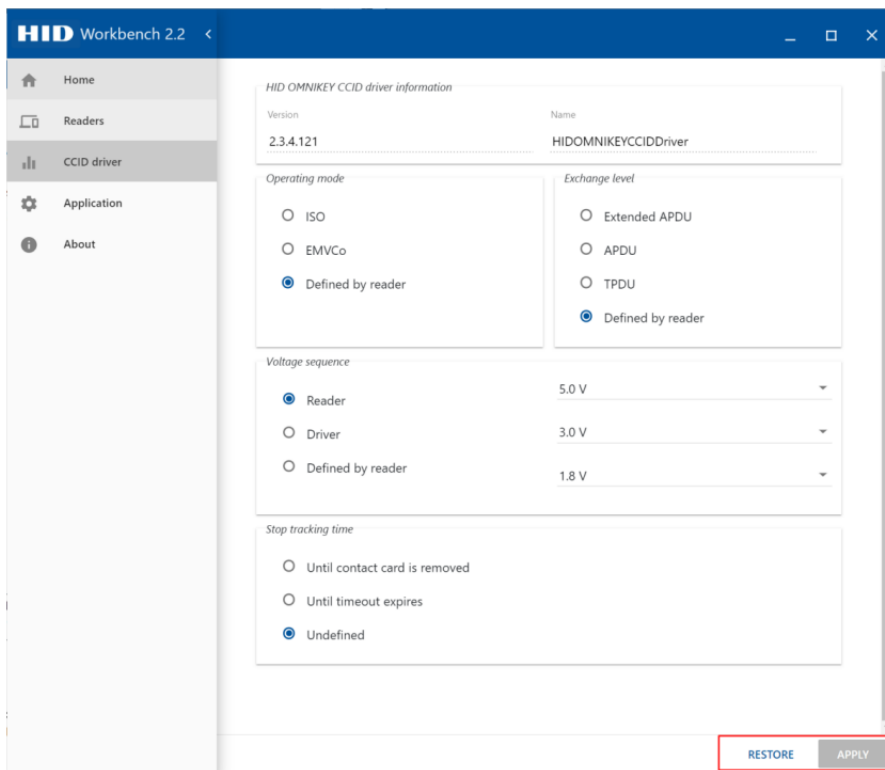 HID Workbench 2.2
Home
Readers
CCID driver
Application
About
HID OMNIKEY CCID driver information
Version
Name
2.3.4.121
HIDOMNIKEYCCIDDriver
Operating mode
ISO
EMVCo
Defined by reader
Exchange level
Extended APDU
APDU
TPDU
Defined by reader
Voltage sequence
Reader
Driver
Defined by reader
5.0 V
3.0 V
1.8 V
Stop tracking time
Until contact card is removed
Until timeout expires
Undefined
RESTORE
APPLY